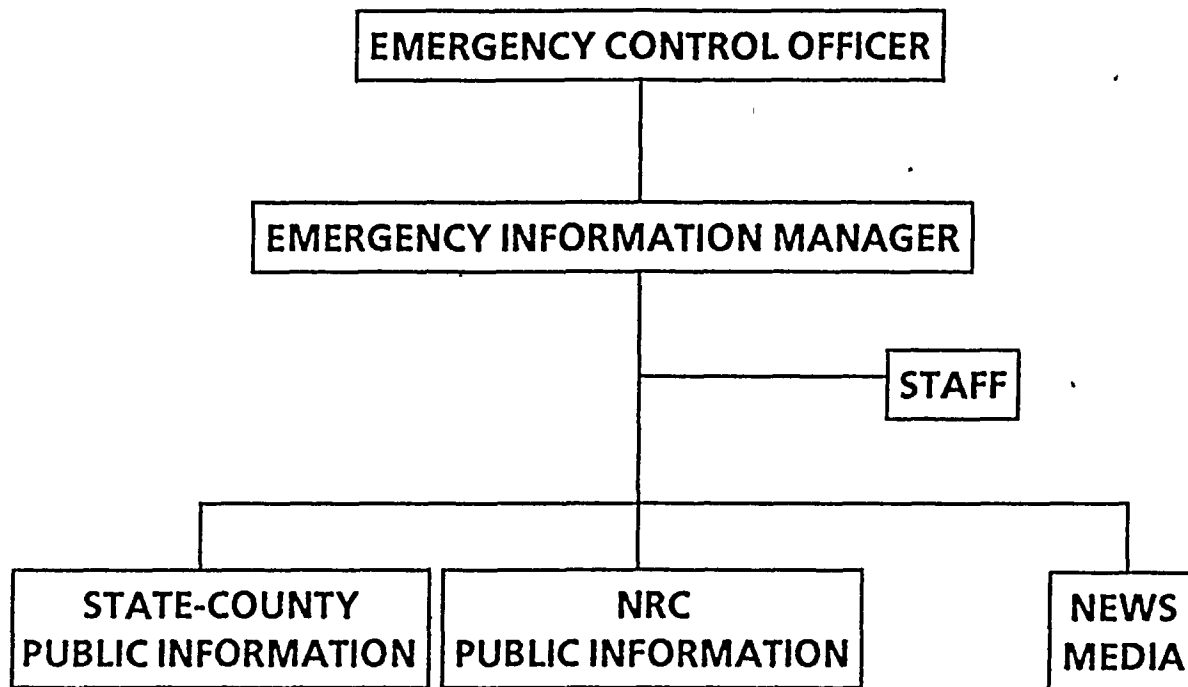 EMERGENCY CONTROL OFFICER
EMERGENCY INFORMATION MANAGER
STAFF
STATE-COUNTY
PUBLIC INFORMATION
NRC
PUBLIC INFORMATION
NEWS
MEDIA